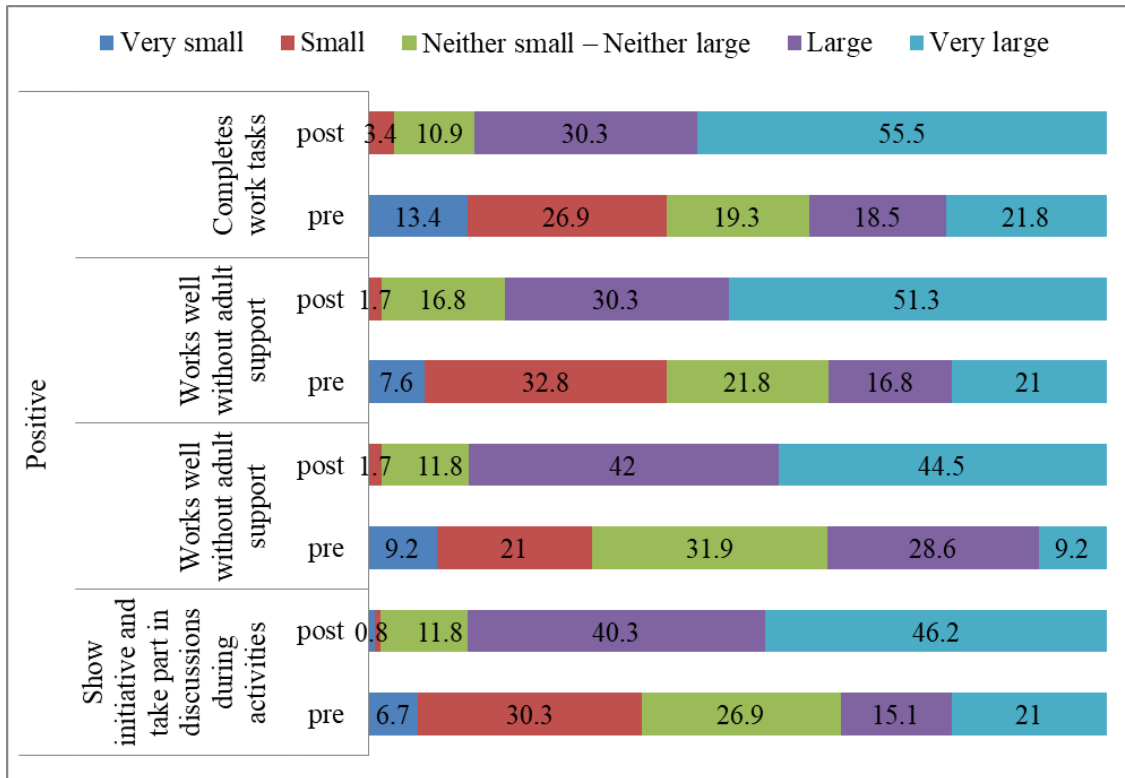 Very small Small Neither small – Neither large Large Very large
Positive
Completes
work tasks
post
3.4 10.9 30.3 55.5
pre
13.4 26.9 19.3 18.5 21.8
Works well
without adult
support
post
1.7 16.8 30.3 51.3
pre
7.6 32.8 21.8 16.8 21
Works well
without adult
support
post
1.7 11.8 42 44.5
pre
9.2 21 31.9 28.6 9.2
Show
initiative and
take part in
discussions
during
activities
post
0.8 11.8 40.3 46.2
pre
6.7 30.3 26.9 15.1 21